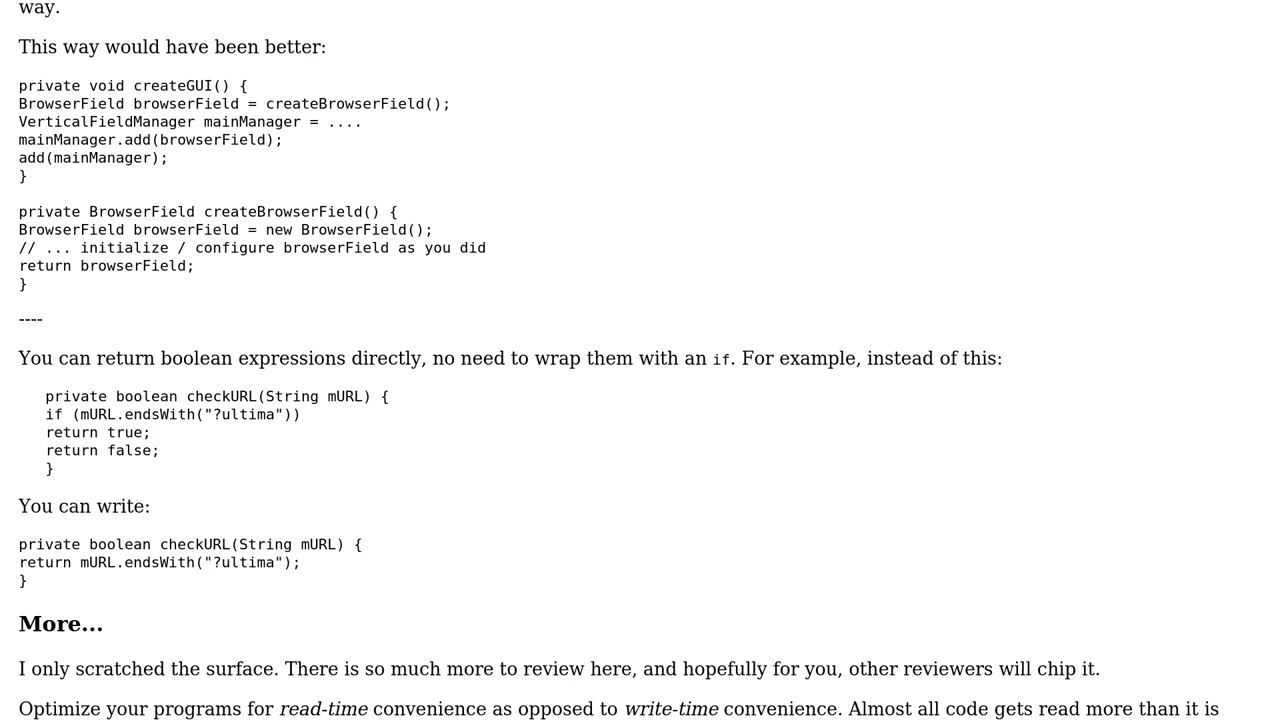 way.
This way would have been better:
private void createGUI() {
BrowserField browserField = createBrowserField();
VerticalFieldManager mainManager = ....
mainManager.add(browserField);
add(mainManager);
}
private BrowserField createBrowserField() {
BrowserField browserField = new BrowserField();
// ... initialize / configure browserField as you did
return browserField;
}
----
You can return boolean expressions directly, no need to wrap them with an if. For example, instead of this:
private boolean checkURL(String mURL) {
if (mURL.endsWith("?ultima"))
return true;
return false;
}
You can write:
private boolean checkURL(String mURL) {
return mURL.endsWith("?ultima");
}
More...
I only scratched the surface. There is so much more to review here, and hopefully for you, other reviewers will chip it.
Optimize your programs for read-time convenience as opposed to write-time convenience. Almost all code gets read more than it is